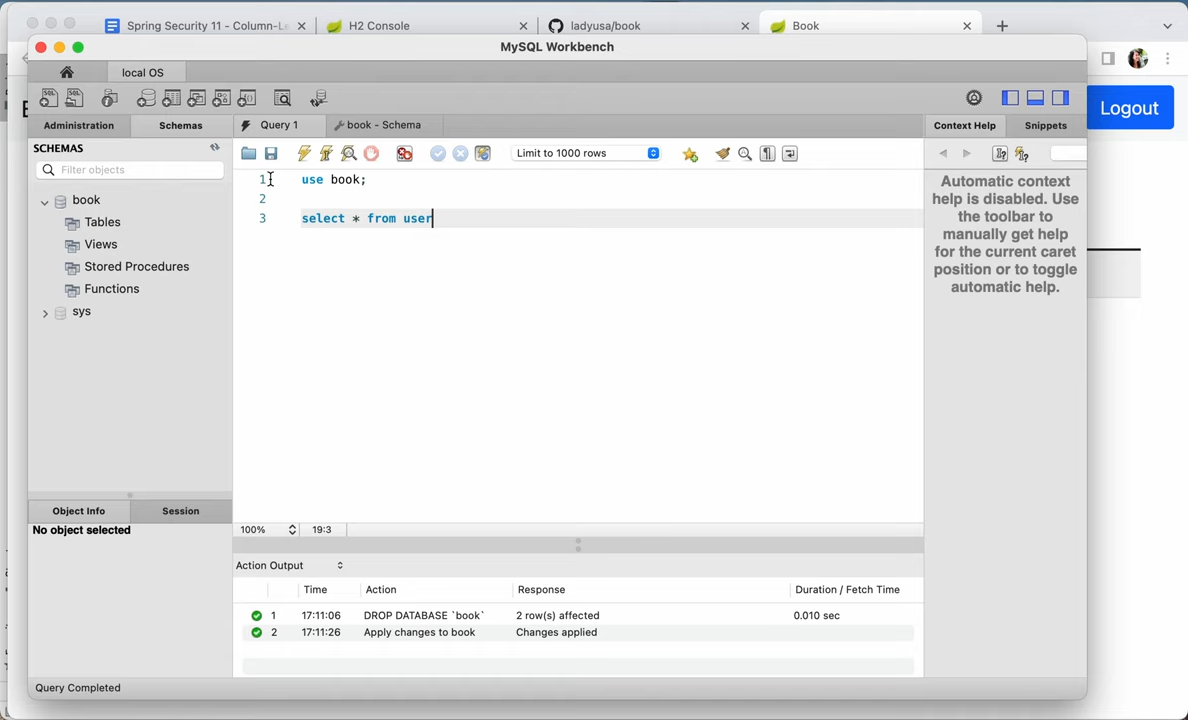 Spring Security 11 - Column-Le
H2 Console
ladyusa/book
Book
MySQL Workbench
local OS
Logout
Administration
Schemas
Query 1
book - Schema
Context Help
Snippets
SCHEMAS
Filter objects
Limit to 1000 rows
book
Tables
Views
Stored Procedures
Functions
sys
1 use book;
2
3 select * from user
Automatic context
help is disabled. Use
the toolbar to
manually get help
for the current caret
position or to toggle
automatic help.
Object Info
Session
No object selected
100%
19:3
Action Output
Time Action Response Duration / Fetch Time
1 17:11:06 DROP DATABASE `book` 2 row(s) affected 0.010 sec
2 17:11:26 Apply changes to book Changes applied
Query Completed